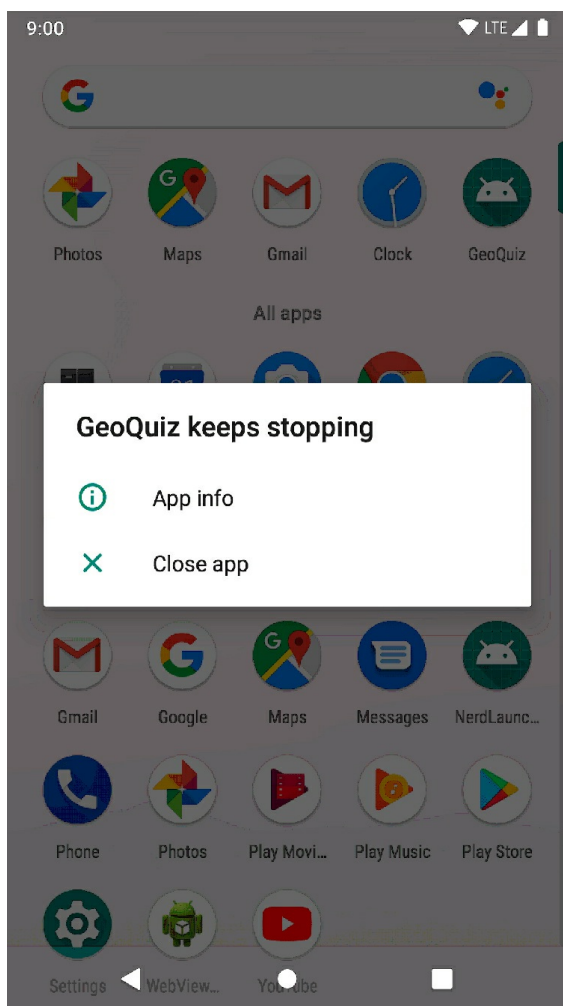 9:00 LTE
Photos Maps Gmail Clock GeoQuiz
All apps
GeoQuiz keeps stopping
App info
Close app
Gmail Google Maps Messages NerdLaunc...
Phone Photos Play Movi... Play Music Play Store
Settings WebView... YouTube